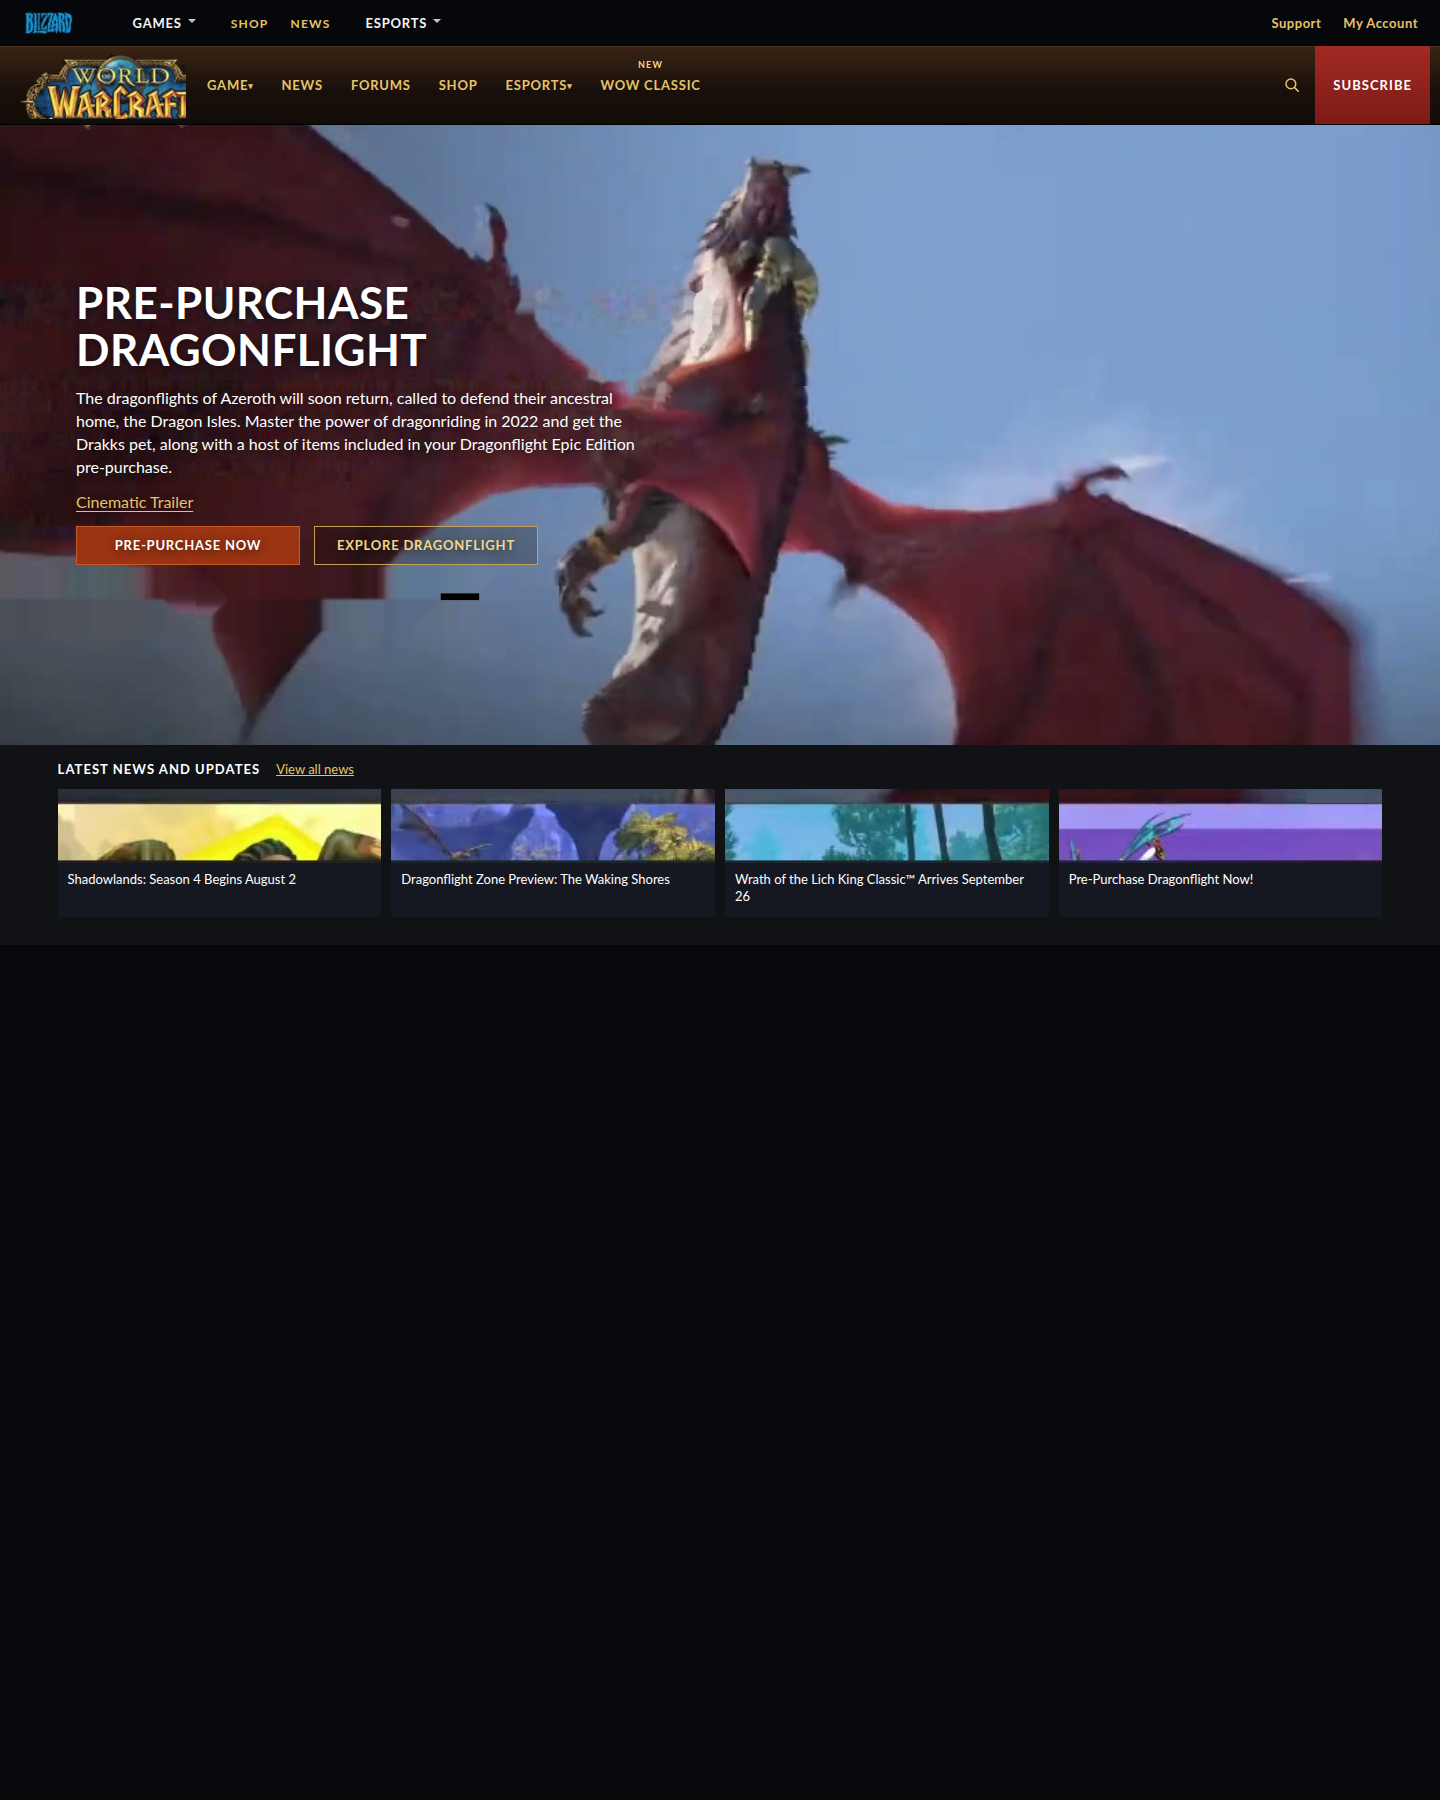 BLIZZARD
GAMES
SHOP
NEWS
ESPORTS
Support
My Account
WORLD OF WARCRAFT
GAME
NEWS
FORUMS
SHOP
ESPORTS
NEW
WOW CLASSIC
SUBSCRIBE
PRE-PURCHASE
DRAGONFLIGHT
The dragonflights of Azeroth will soon return, called to defend their ancestral
home, the Dragon Isles. Master the power of dragonriding in 2022 and get the
Drakks pet, along with a host of items included in your Dragonflight Epic Edition
pre-purchase.
Cinematic Trailer
PRE-PURCHASE NOW
EXPLORE DRAGONFLIGHT
LATEST NEWS AND UPDATES
View all news
Shadowlands: Season 4 Begins August 2
Dragonflight Zone Preview: The Waking Shores
Wrath of the Lich King Classic™ Arrives September
26
Pre-Purchase Dragonflight Now!